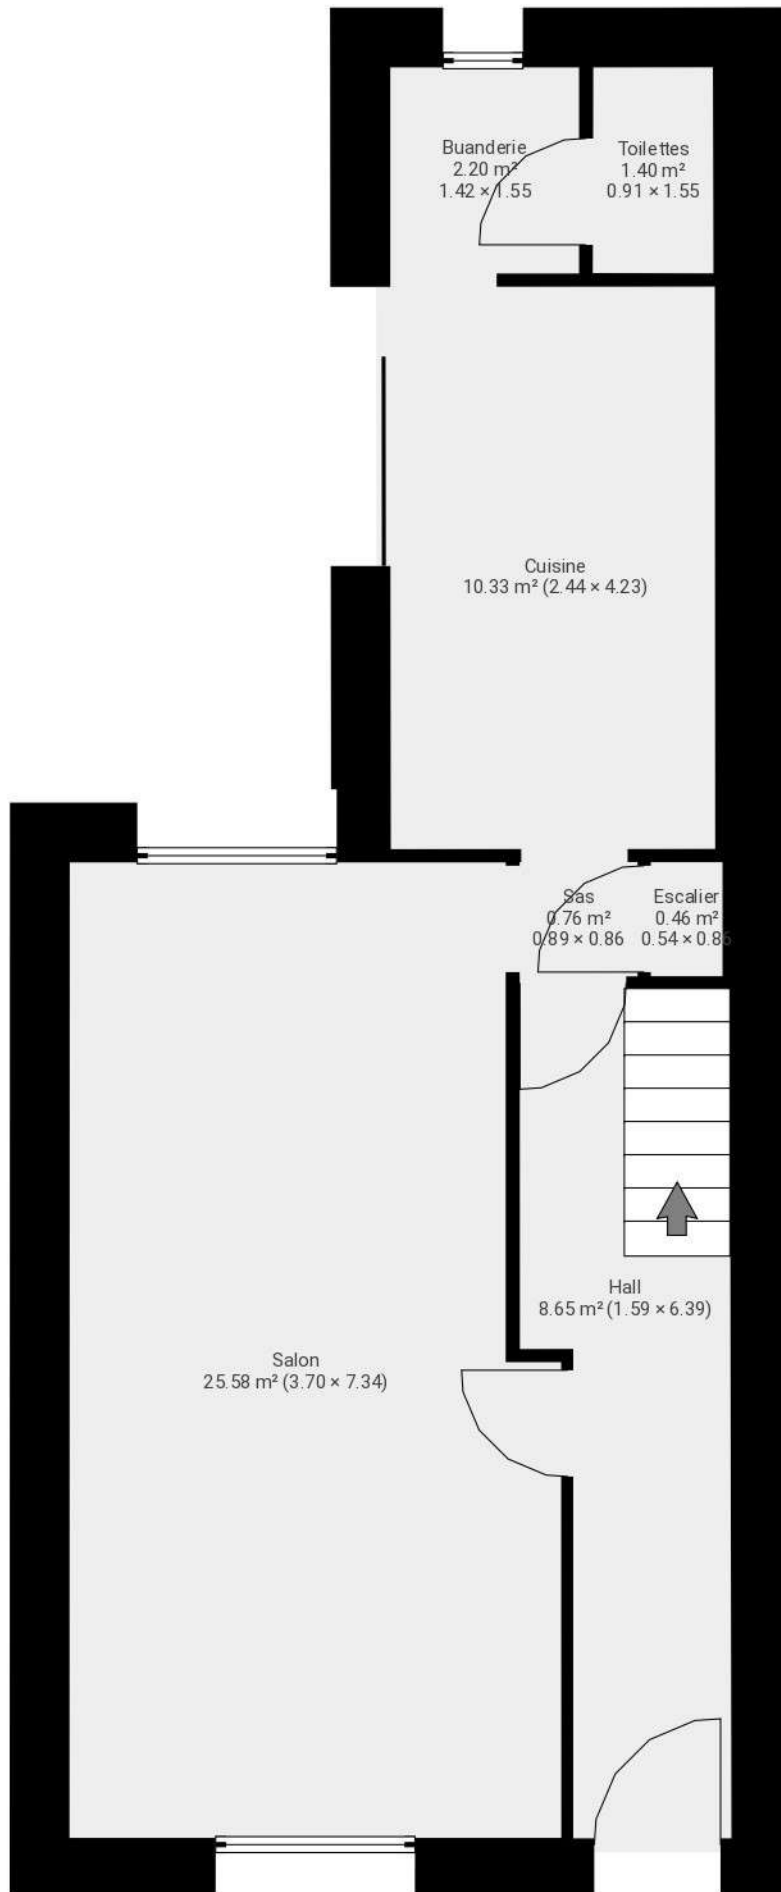 Buanderie
2.20 m²
1.42 × 1.55
Toilettes
1.40 m²
0.91 × 1.55
Cuisine
10.33 m² (2.44 × 4.23)
Sas
0.76 m²
0.89 × 0.86
Escalier
0.46 m²
0.54 × 0.86
Hall
8.65 m² (1.59 × 6.39)
Salon
25.58 m² (3.70 × 7.34)